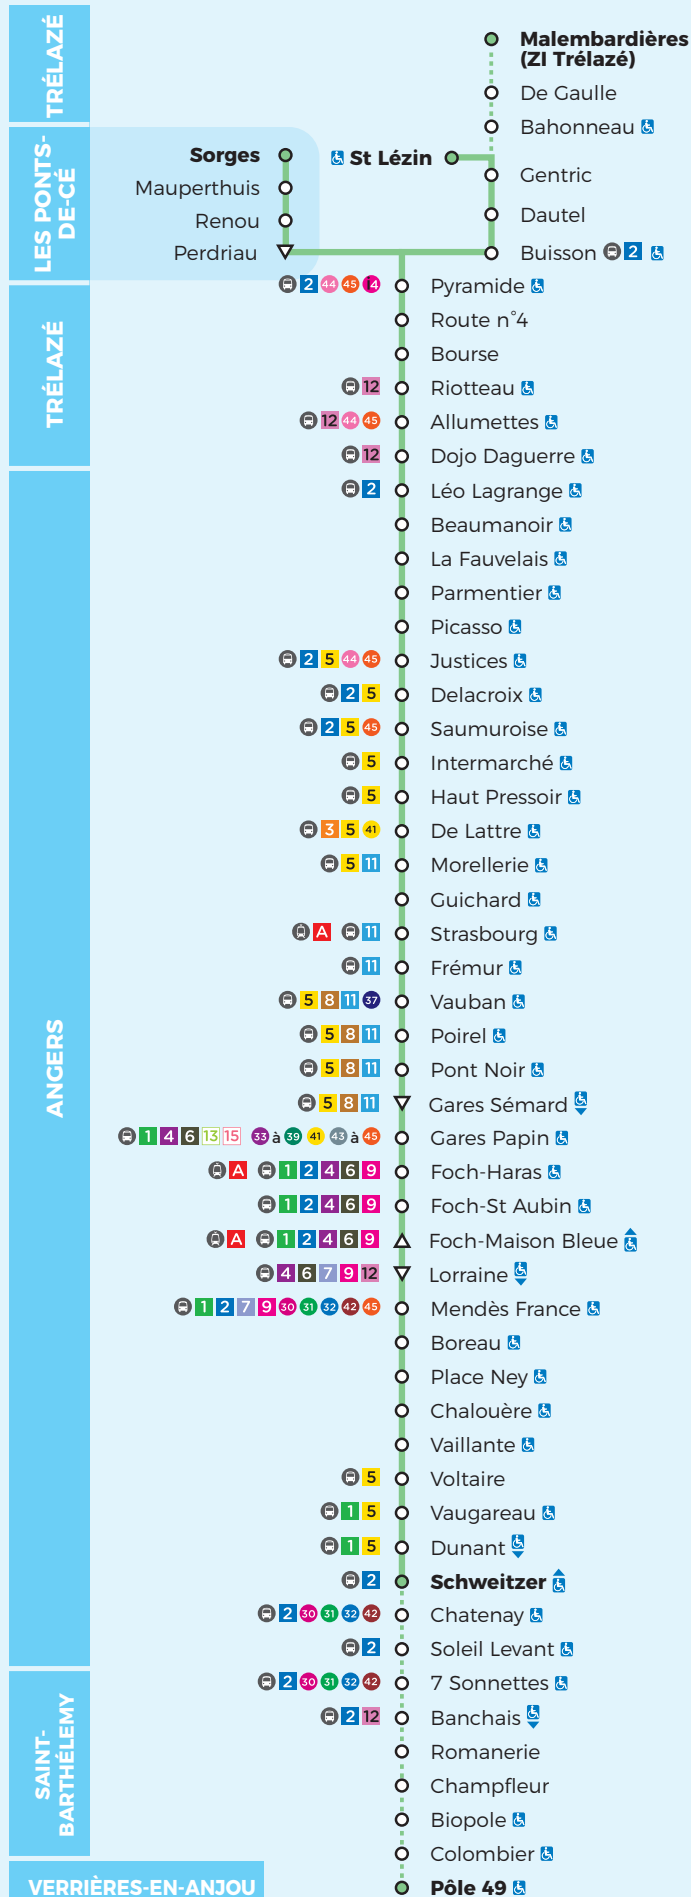 TRÉLAZÉ
Malembardières
(ZI Trélazé)
De Gaulle
Bahonneau
LES PONTS-
DE-CÉ
Sorges
St Lézin
Mauperthuis
Gentric
Renou
Dautel
Perdriau
Buisson 2
TRÉLAZÉ
2 44 45 i4 Pyramide
Route n°4
Bourse
12 Riotteau
12 44 45 Allumettes
12 Dojo Daguerre
ANGERS
2 Léo Lagrange
Beaumanoir
La Fauvelais
Parmentier
Picasso
2 5 44 45 Justices
2 5 Delacroix
2 5 45 Saumuroise
5 Intermarché
5 Haut Pressoir
3 5 41 De Lattre
5 11 Morellerie
Guichard
A 11 Strasbourg
11 Frémur
5 8 11 37 Vauban
5 8 11 Poirel
5 8 11 Pont Noir
5 8 11 Gares Sémard
1 4 6 13 15 33 à 39 41 43 à 45 Gares Papin
A 1 2 4 6 9 Foch-Haras
1 2 4 6 9 Foch-St Aubin
A 1 2 4 6 9 Foch-Maison Bleue
4 6 7 9 12 Lorraine
1 2 7 9 30 31 32 42 45 Mendès France
Boreau
Place Ney
Chalouère
Vaillante
5 Voltaire
1 5 Vaugareau
1 5 Dunant
2 Schweitzer
2 30 31 32 42 Chatenay
2 Soleil Levant
SAINT-
BARTHÉLEMY
2 30 31 32 42 7 Sonnettes
2 12 Banchais
Romanerie
Champfleur
Biopole
Colombier
VERRIÈRES-EN-ANJOU
Pôle 49